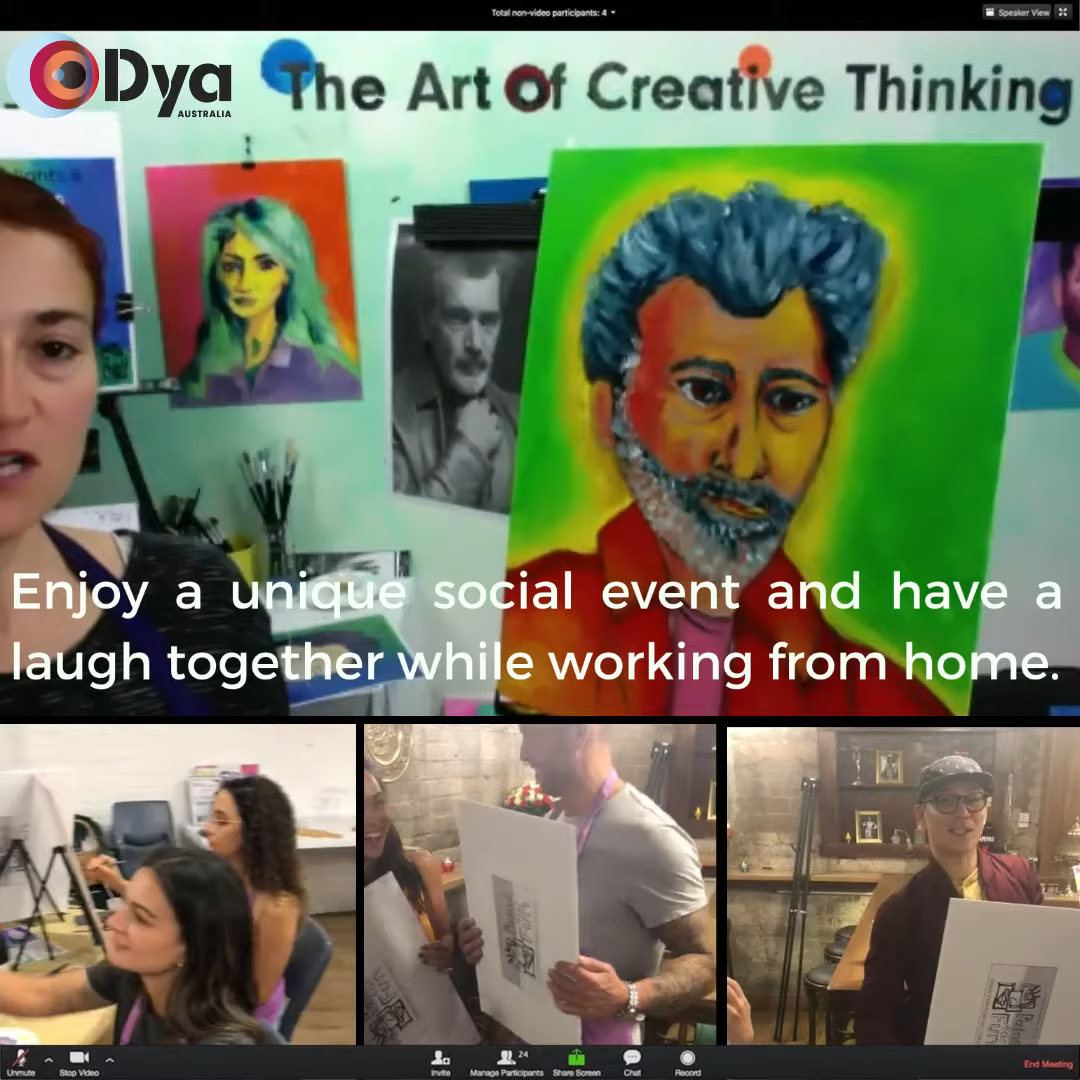 Total non-video participants: 4
Speaker View
Dya
AUSTRALIA
The Art Of Creative Thinking
Enjoy a unique social event and have a
laugh together while working from home.
Unmute
Stop Video
Invite
24
Manage Participants
Share Screen
Chat
Record
End Meeting